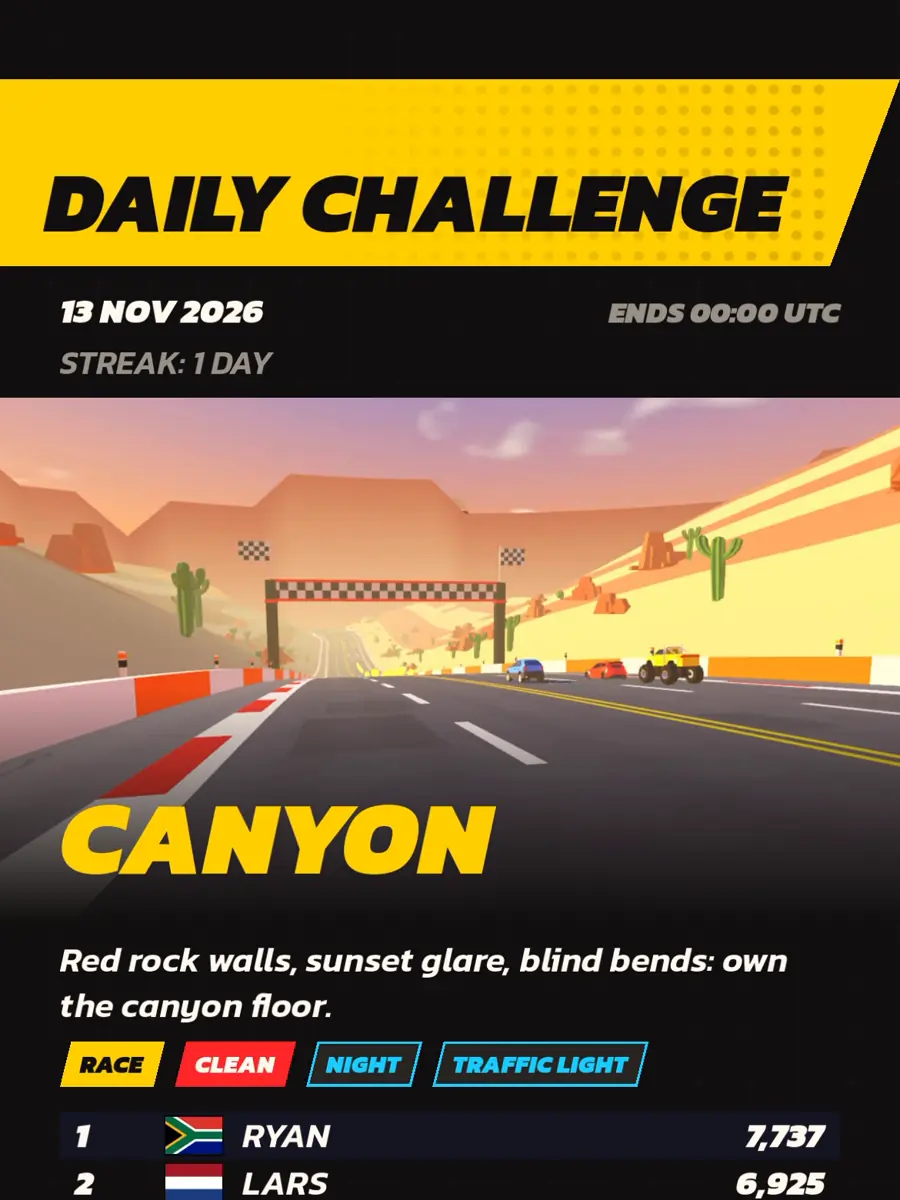 DAILY CHALLENGE
13 NOV 2026
ENDS 00:00 UTC
STREAK: 1 DAY
CANYON
Red rock walls, sunset glare, blind bends: own
the canyon floor.
RACE CLEAN NIGHT TRAFFIC LIGHT
1 RYAN 7,737
2 LARS 6,925